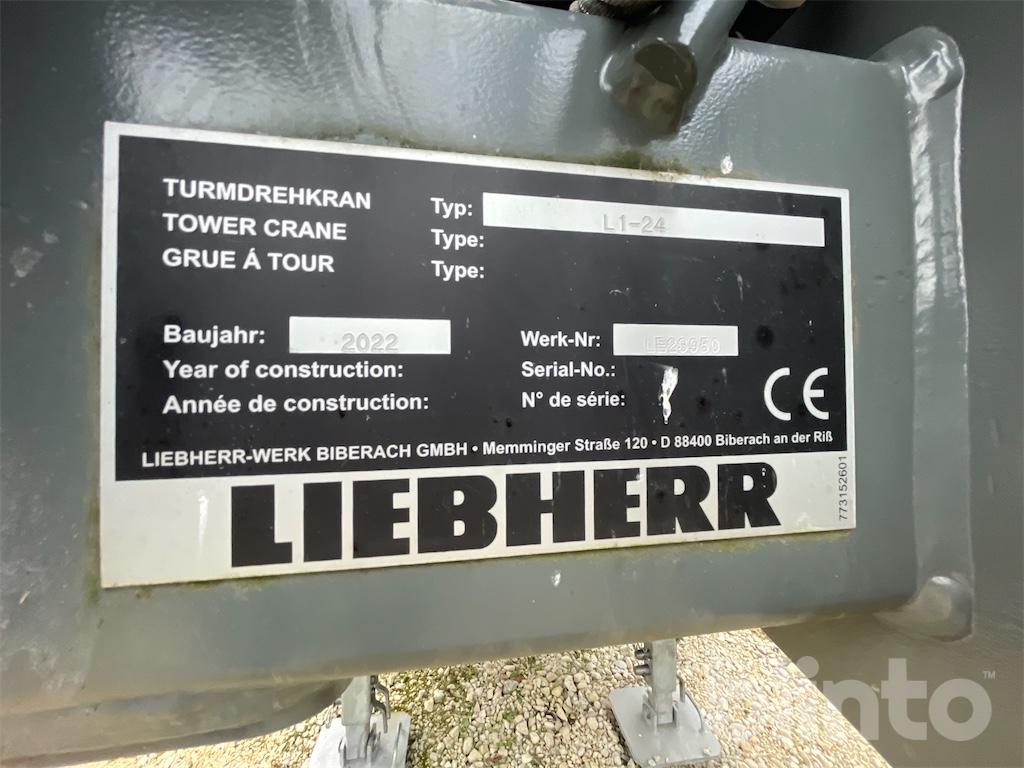 TURMDREHKRAN
TOWER CRANE
GRUE Á TOUR
Typ: L1-24
Type:
Type:
Baujahr: 2022
Year of construction:
Année de construction:
Werk-Nr:
Serial-No.:
N° de série:
CE
LIEBHERR-WERK BIBERACH GMBH • Memminger Straße 120 • D 88400 Biberach an der Riß
LIEBHERR
773152601